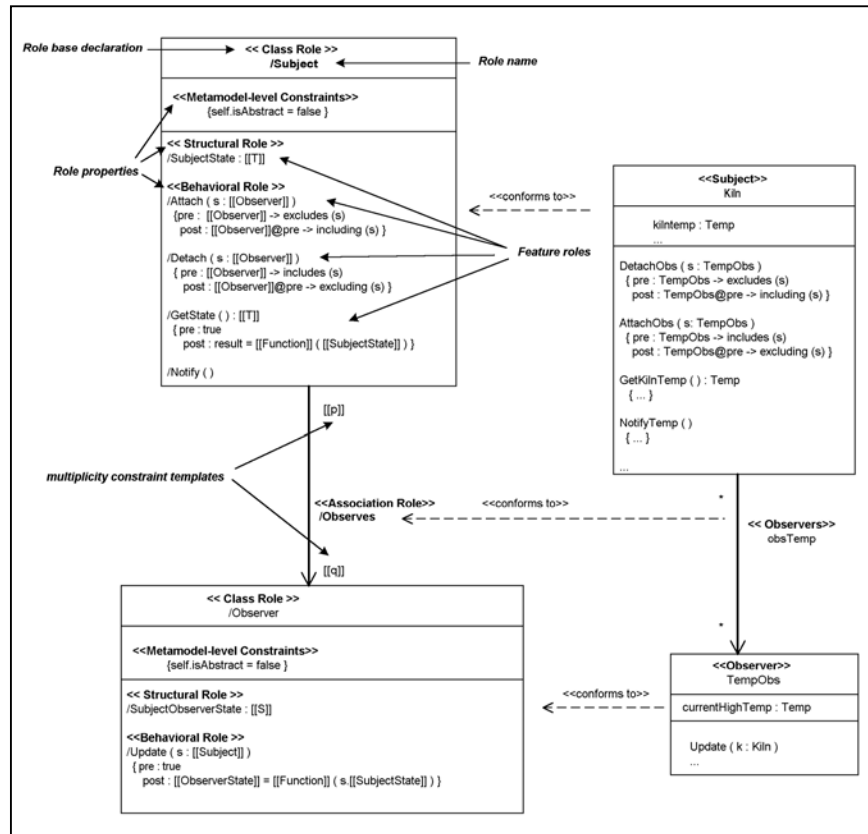 Role base declaration
<< Class Role >>
/Subject
Role name
<<Metamodel-level Constraints>>
{self.isAbstract = false }
Role properties
<< Structural Role >>
/SubjectState : [[T]]
<<Behavioral Role >>
/Attach ( s : [[Observer]] )
{pre : [[Observer]] -> excludes (s)
post : [[Observer]]@pre -> including (s) }
/Detach ( s : [[Observer]] )
{ pre : [[Observer]] -> includes (s)
post : [[Observer]]@pre -> excluding (s) }
/GetState ( ) : [[T]]
{ pre : true
post : result = [[Function]] ( [[SubjectState]] ) }
/Notify ( )
Feature roles
<<conforms to>>
<<Subject>>
Kiln
kilntemp : Temp
...
DetachObs ( s : TempObs )
{ pre : TempObs -> excludes (s)
post : TempObs@pre -> including (s) }
AttachObs ( s: TempObs )
{ pre : TempObs -> includes (s)
post : TempObs@pre -> excluding (s) }
GetKilnTemp ( ) : Temp
{ ... }
NotifyTemp ( )
{ ... }
...
[[p]]
multiplicity constraint templates
<<Association Role>>
/Observes
<<conforms to>>
*
<< Observers>>
obsTemp
*
[[q]]
<< Class Role >>
/Observer
<<Metamodel-level Constraints>>
{self.isAbstract = false }
<< Structural Role >>
/SubjectObserverState : [[S]]
<<Behavioral Role>>
/Update ( s : [[Subject]] )
{ pre : true
post : [[ObserverState]] = [[Function]] ( s.[[SubjectState]] ) }
<<conforms to>>
<<Observer>>
TempObs
currentHighTemp : Temp
Update ( k : Kiln )
...